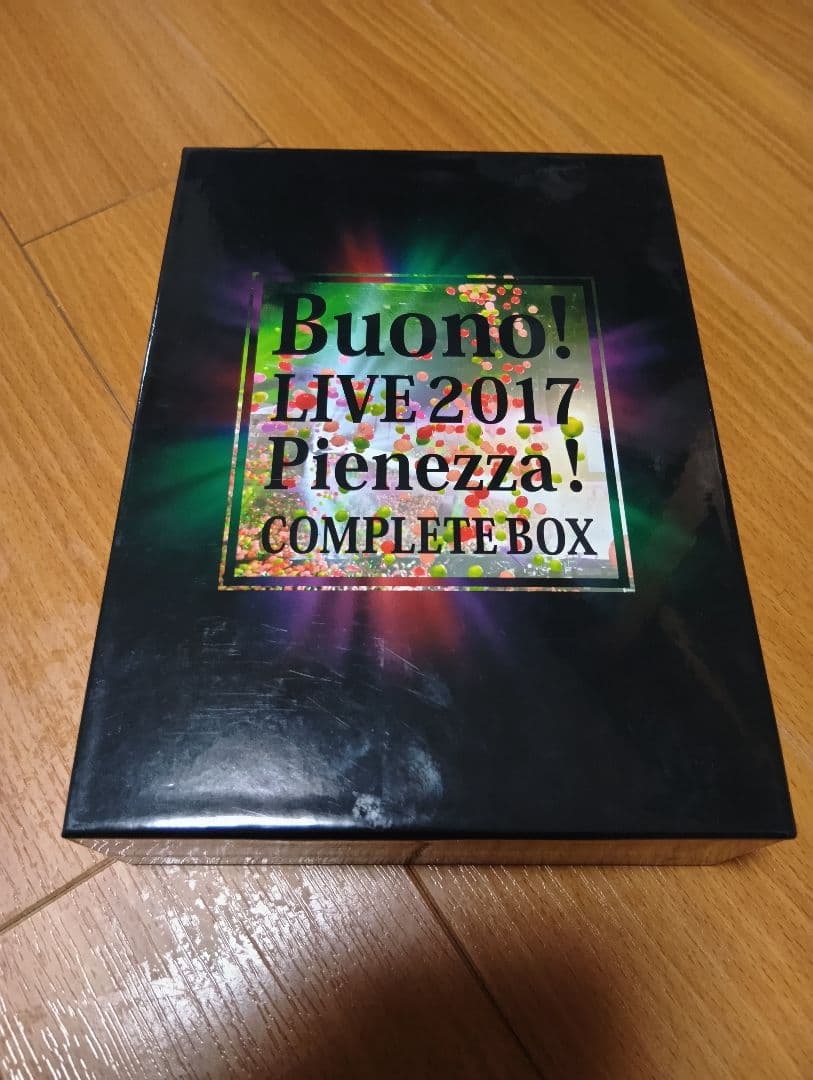 Buono!
LIVE 2017
Pienezza!
COMPLETE BOX